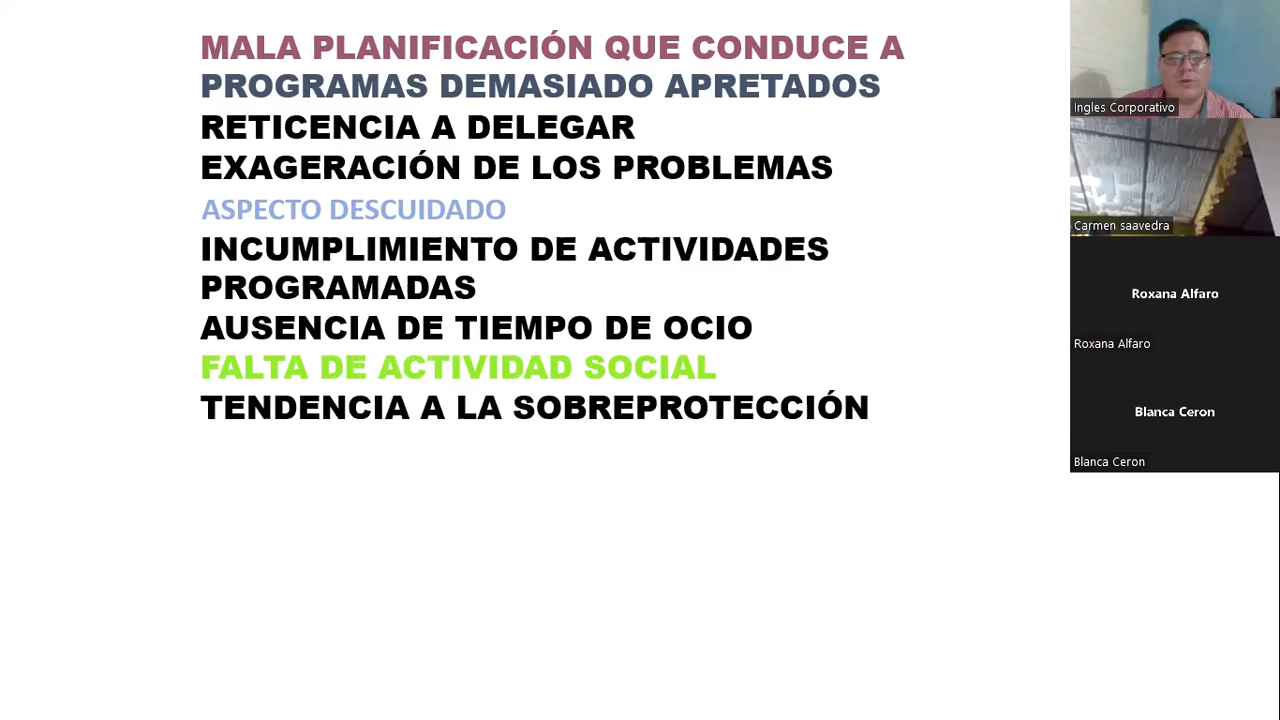 MALA PLANIFICACIÓN QUE CONDUCE A
PROGRAMAS DEMASIADO APRETADOS
RETICENCIA A DELEGAR
EXAGERACIÓN DE LOS PROBLEMAS
ASPECTO DESCUIDADO
INCUMPLIMIENTO DE ACTIVIDADES
PROGRAMADAS
AUSENCIA DE TIEMPO DE OCIO
FALTA DE ACTIVIDAD SOCIAL
TENDENCIA A LA SOBREPROTECCIÓN
Ingles Corporativo
Carmen saavedra
Roxana Alfaro
Roxana Alfaro
Blanca Ceron
Blanca Ceron